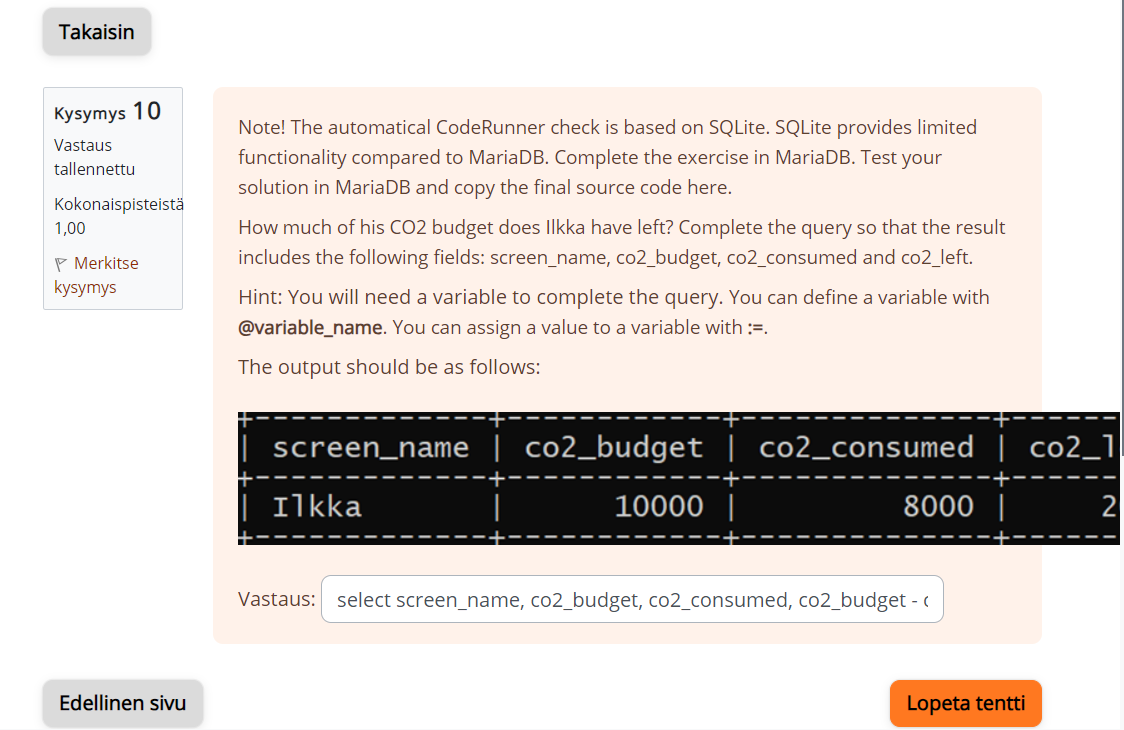 Takaisin
Kysymys 10
Vastaus
tallennettu
Kokonaispisteistä
1,00
Merkitse
kysymys
Note! The automatical CodeRunner check is based on SQLite. SQLite provides limited
functionality compared to MariaDB. Complete the exercise in MariaDB. Test your
solution in MariaDB and copy the final source code here.
How much of his CO2 budget does Ilkka have left? Complete the query so that the result
includes the following fields: screen_name, co2_budget, co2_consumed and co2_left.
Hint: You will need a variable to complete the query. You can define a variable with
@variable_name. You can assign a value to a variable with :=.
The output should be as follows:
| screen_name | co2_budget | co2_consumed | co2_l
| Ilkka | 10000 | 8000 | 2
Vastaus: select screen_name, co2_budget, co2_consumed, co2_budget -
Edellinen sivu
Lopeta tentti